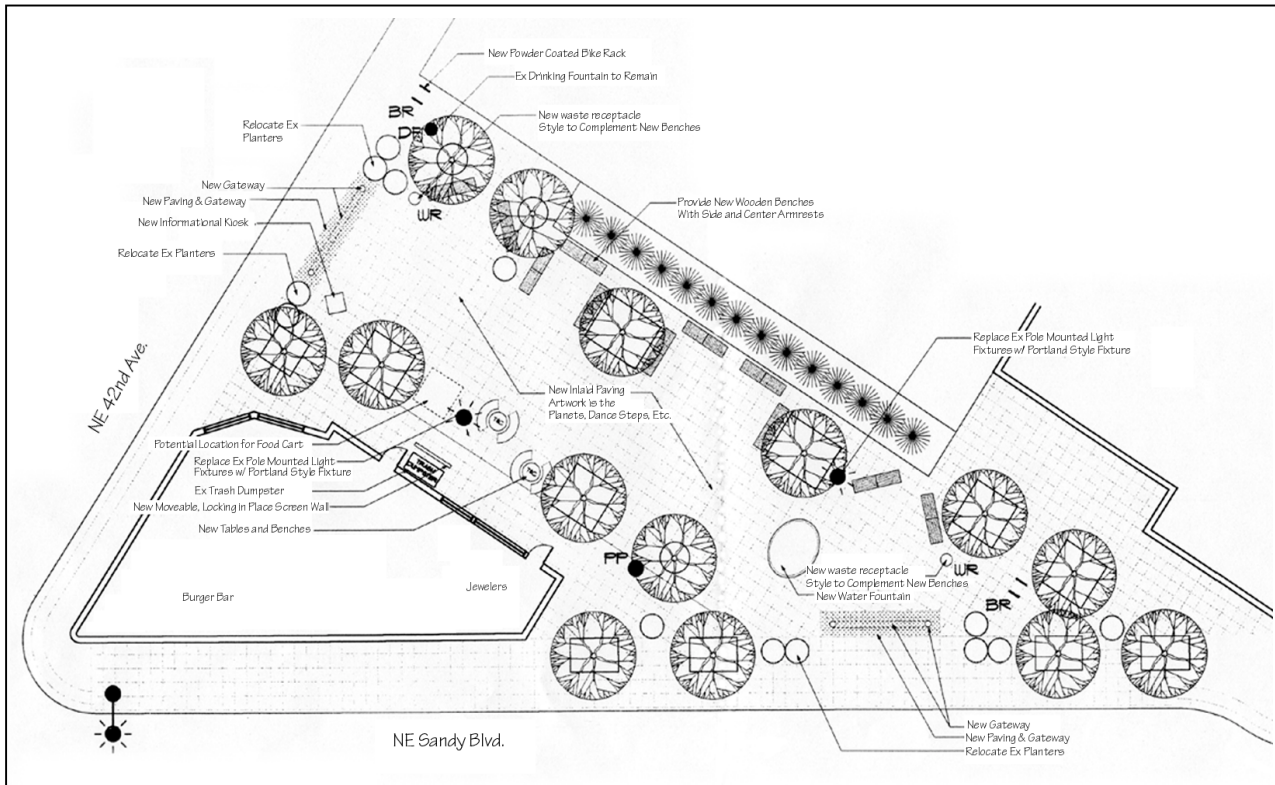 New Powder Coated Bike Rack
Ex Drinking Fountain to Remain
BR
DF
New waste receptacle
Style to Complement New Benches
Relocate Ex
Planters
New Gateway
New Paving & Gateway
New Informational Kiosk
WR
Provide New Wooden Benches
With Side and Center Armrests
Relocate Ex Planters
NE 42nd Ave.
Replace Ex Pole Mounted Light
Fixtures w/ Portland Style Fixture
New Inlaid Paving
Artwork is the
Planets, Dance Steps, Etc.
Potential Location for Food Cart
Replace Ex Pole Mounted Light
Fixtures w/ Portland Style Fixture
Ex Trash Dumpster
New Moveable, Locking In Place Screen Wall
New Tables and Benches
HC
HC
PP
New waste receptacle
Style to Complement New Benches
New Water Fountain
WR
BR
Jewelers
Burger Bar
New Gateway
New Paving & Gateway
Relocate Ex Planters
NE Sandy Blvd.